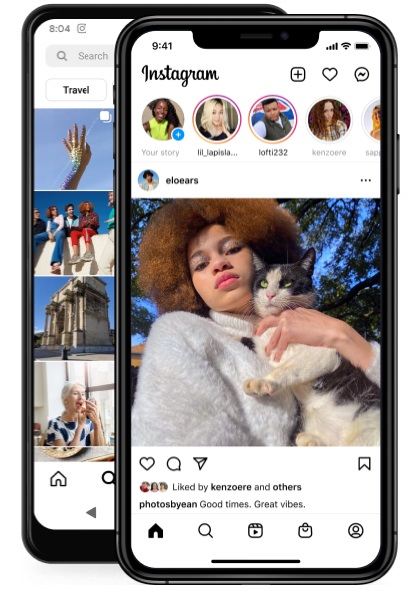 8:04
Search
Travel
9:41
Instagram
Your story
lil_lapisla...
lofti232
kenzoere
eloears
Liked by kenzoere and others
photosbyean Good times. Great vibes.